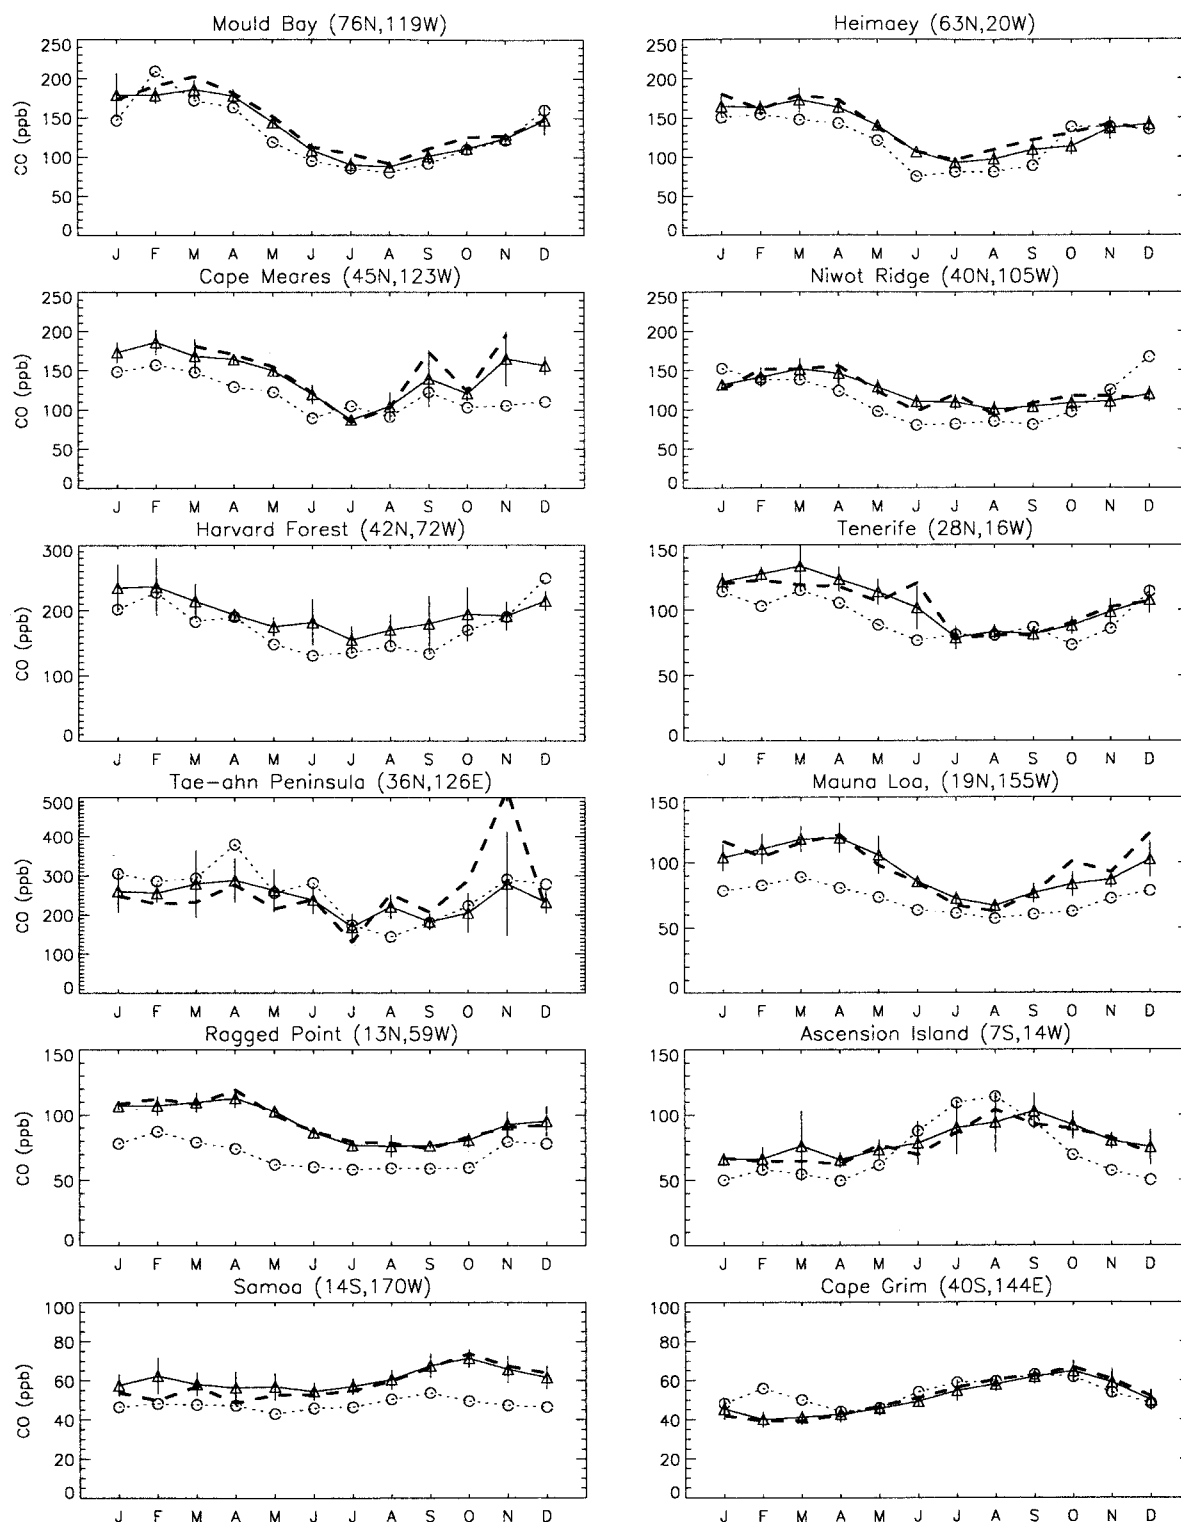 Mould Bay (76N,119W)
CO (ppb)
250
200
150
100
50
0
J F M A M J J A S O N D
Heimaey (63N,20W)
250
200
150
100
50
0
J F M A M J J A S O N D
Cape Meares (45N,123W)
CO (ppb)
250
200
150
100
50
0
J F M A M J J A S O N D
Niwot Ridge (40N,105W)
250
200
150
100
50
0
J F M A M J J A S O N D
Harvard Forest (42N,72W)
CO (ppb)
300
200
100
0
J F M A M J J A S O N D
Tenerife (28N,16W)
150
100
50
0
J F M A M J J A S O N D
Tae-ahn Peninsula (36N,126E)
CO (ppb)
500
400
300
200
100
0
J F M A M J J A S O N D
Mauna Loa, (19N,155W)
150
100
50
0
J F M A M J J A S O N D
Ragged Point (13N,59W)
CO (ppb)
150
100
50
0
J F M A M J J A S O N D
Ascension Island (7S,14W)
150
100
50
0
J F M A M J J A S O N D
Samoa (14S,170W)
CO (ppb)
100
80
60
40
20
0
J F M A M J J A S O N D
Cape Grim (40S,144E)
100
80
60
40
20
0
J F M A M J J A S O N D